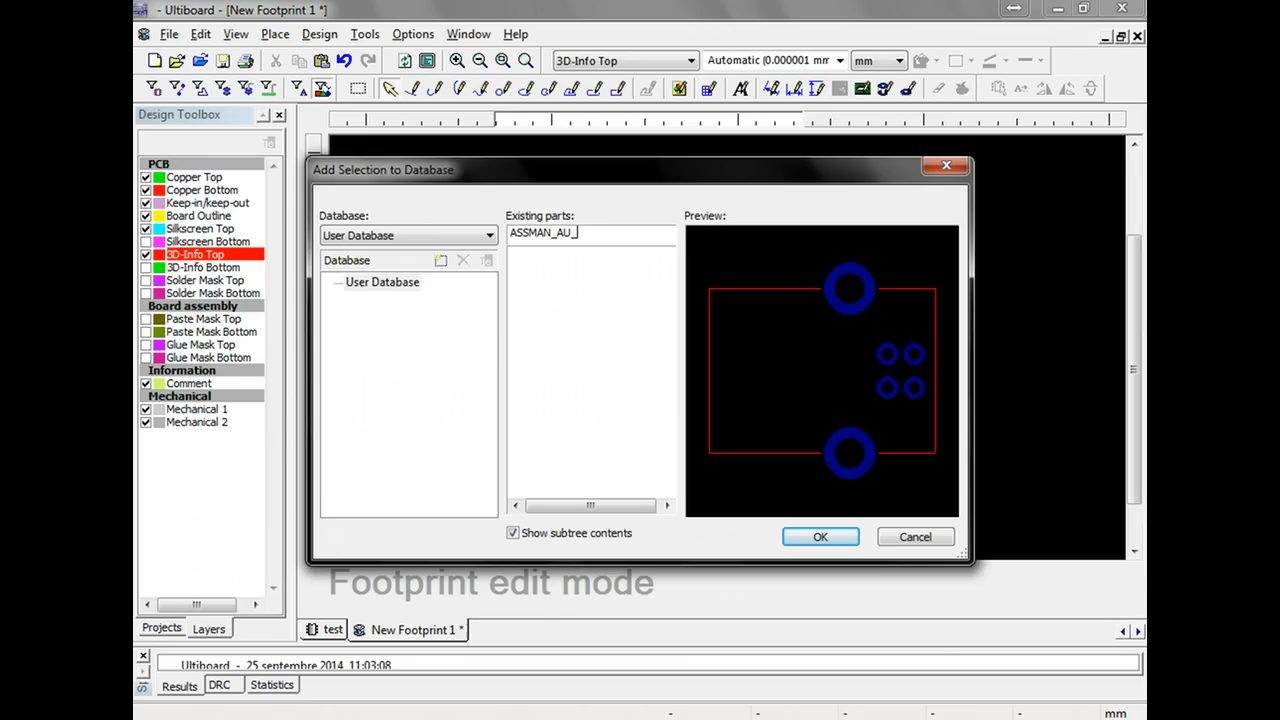 - Ultiboard - [New Footprint 1 *]
File Edit View Place Design Tools Options Window Help
3D-Info Top Automatic (0.000001 mm mm
Design Toolbox
PCB
Copper Top
Copper Bottom
Keep-in/keep-out
Board Outline
Silkscreen Top
Silkscreen Bottom
3D-Info Top
3D-Info Bottom
Solder Mask Top
Solder Mask Bottom
Board assembly
Paste Mask Top
Paste Mask Bottom
Glue Mask Top
Glue Mask Bottom
Information
Comment
Mechanical
Mechanical 1
Mechanical 2
Projects Layers
Add Selection to Database
Database:
User Database
Database
User Database
Existing parts:
ASSMAN_AU_
Show subtree contents
Preview:
OK Cancel
Footprint edit mode
test New Footprint 1 *
Ultiboard - 25 septembre 2014 11:03:08
Results DRC Statistics
- - - - - mm